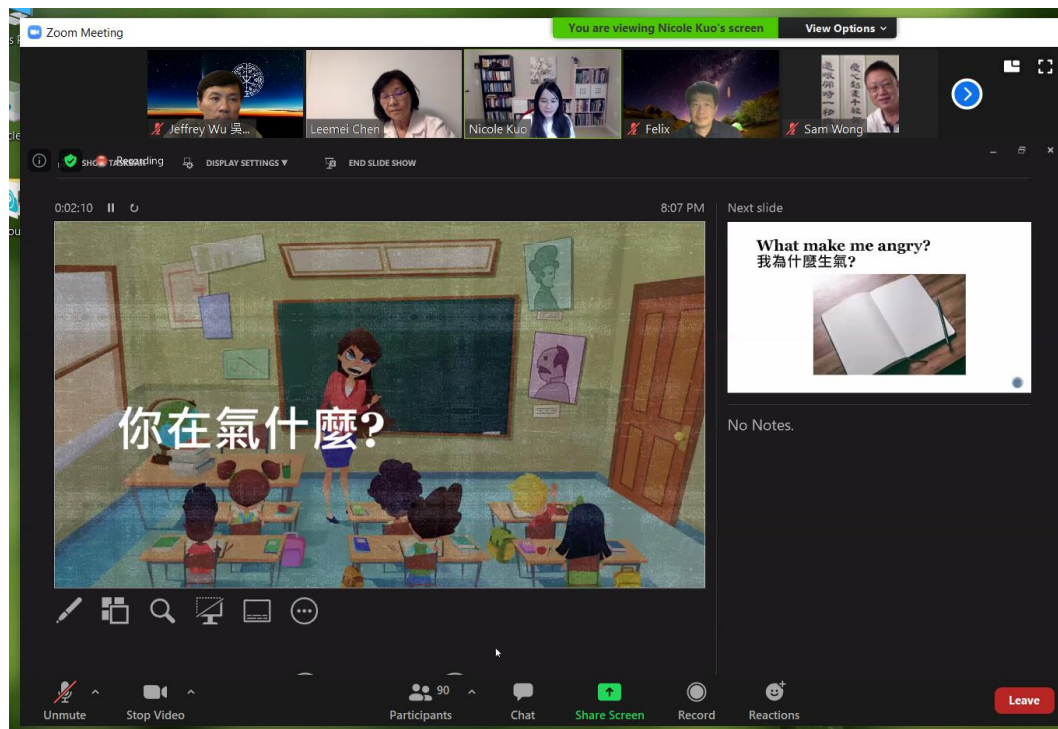 Zoom Meeting
You are viewing Nicole Kuo's screen
View Options
Jeffrey Wu 吳...
Leemei Chen
Nicole Kuo
Felix
Sam Wong
Recording
DISPLAY SETTINGS ▼
END SLIDE SHOW
0:02:10
8:07 PM
Next slide
你在氣什麼?
What make me angry?
我為什麼生氣?
No Notes.
Unmute
Stop Video
90
Participants
Chat
Share Screen
Record
Reactions
Leave